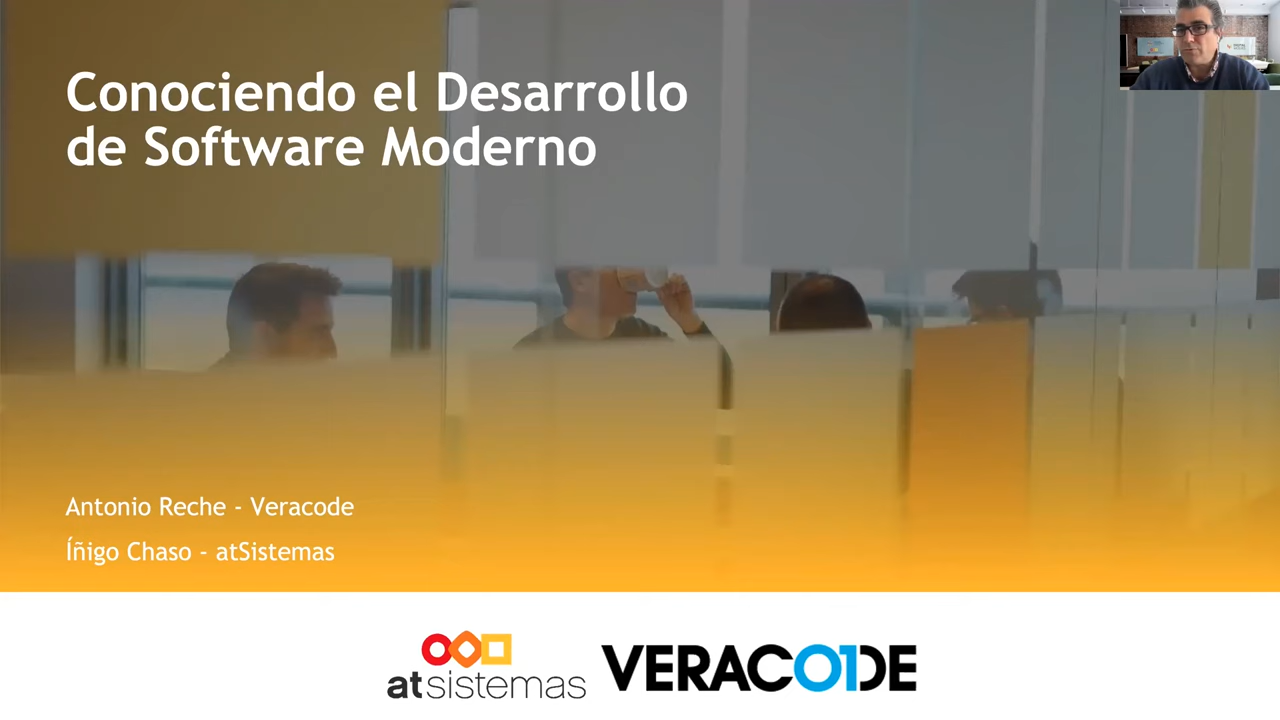 Conociendo el Desarrollo
de Software Moderno
Antonio Reche - Veracode
Íñigo Chaso - atSistemas
atsistemas
VERACODE